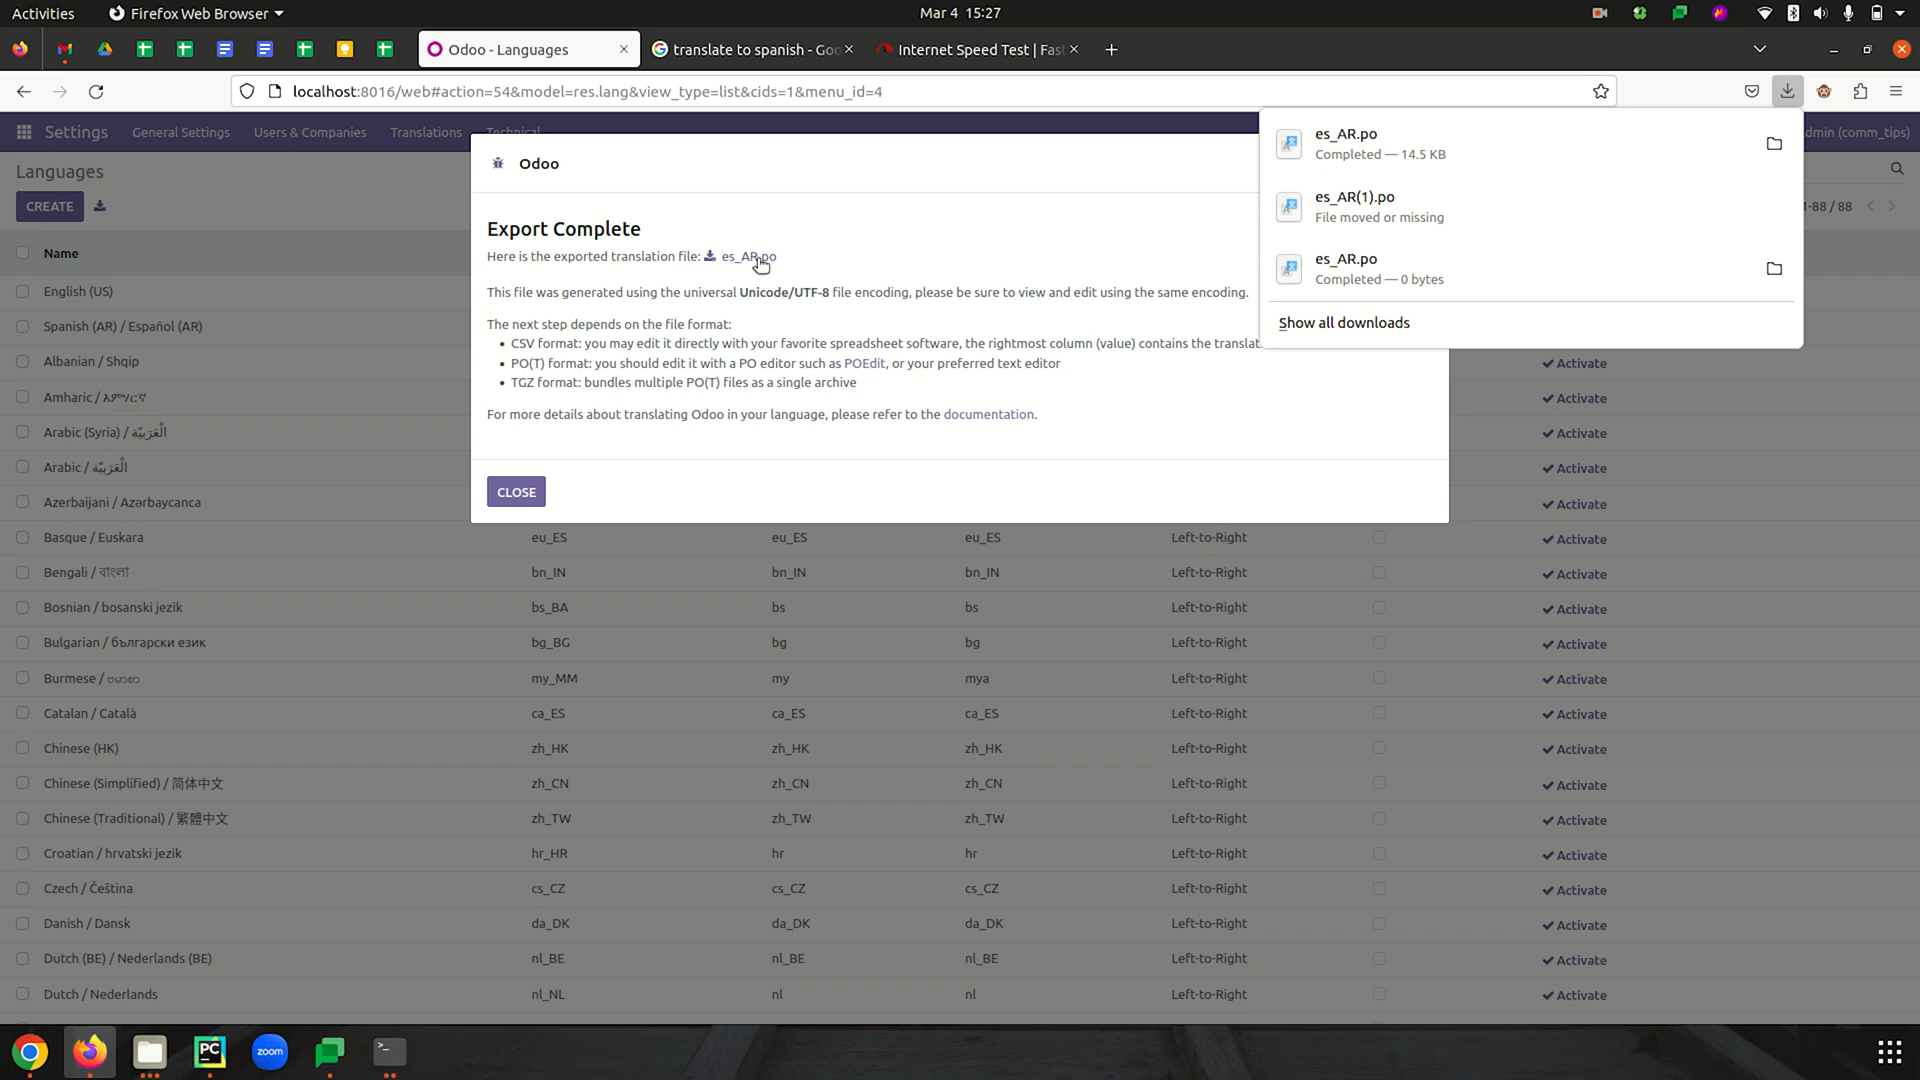 Activities
Firefox Web Browser
Mar 4 15:27
Odoo - Languages
translate to spanish - Goo
Internet Speed Test | Fas
localhost:8016/web#action=54&model=res.lang&view_type=list&cids=1&menu_id=4
Settings
General Settings
Users & Companies
Translations
Technical
dmin (comm_tips)
Languages
CREATE
1-88 / 88
Odoo
Export Complete
Here is the exported translation file: es_AR.po
This file was generated using the universal Unicode/UTF-8 file encoding, please be sure to view and edit using the same encoding.
The next step depends on the file format:
• CSV format: you may edit it directly with your favorite spreadsheet software, the rightmost column (value) contains the translat
• PO(T) format: you should edit it with a PO editor such as POEdit, or your preferred text editor
• TGZ format: bundles multiple PO(T) files as a single archive
For more details about translating Odoo in your language, please refer to the documentation.
CLOSE
es_AR.po
Completed — 14.5 KB
es_AR(1).po
File moved or missing
es_AR.po
Completed — 0 bytes
Show all downloads
Name
English (US)
Spanish (AR) / Español (AR)
Albanian / Shqip Activate
Amharic / አምሃርኛ Activate
Arabic (Syria) / الْعَرَبيّة Activate
Arabic / الْعَرَبيّة Activate
Azerbaijani / Azərbaycanca Activate
Basque / Euskara eu_ES eu_ES eu_ES Left-to-Right Activate
Bengali / বাংলা bn_IN bn_IN bn_IN Left-to-Right Activate
Bosnian / bosanski jezik bs_BA bs bs Left-to-Right Activate
Bulgarian / български език bg_BG bg bg Left-to-Right Activate
Burmese / ဗမာစာ my_MM my mya Left-to-Right Activate
Catalan / Català ca_ES ca_ES ca_ES Left-to-Right Activate
Chinese (HK) zh_HK zh_HK zh_HK Left-to-Right Activate
Chinese (Simplified) / 简体中文 zh_CN zh_CN zh_CN Left-to-Right Activate
Chinese (Traditional) / 繁體中文 zh_TW zh_TW zh_TW Left-to-Right Activate
Croatian / hrvatski jezik hr_HR hr hr Left-to-Right Activate
Czech / Čeština cs_CZ cs_CZ cs_CZ Left-to-Right Activate
Danish / Dansk da_DK da_DK da_DK Left-to-Right Activate
Dutch (BE) / Nederlands (BE) nl_BE nl_BE nl_BE Left-to-Right Activate
Dutch / Nederlands nl_NL nl nl Left-to-Right Activate
PC
zoom